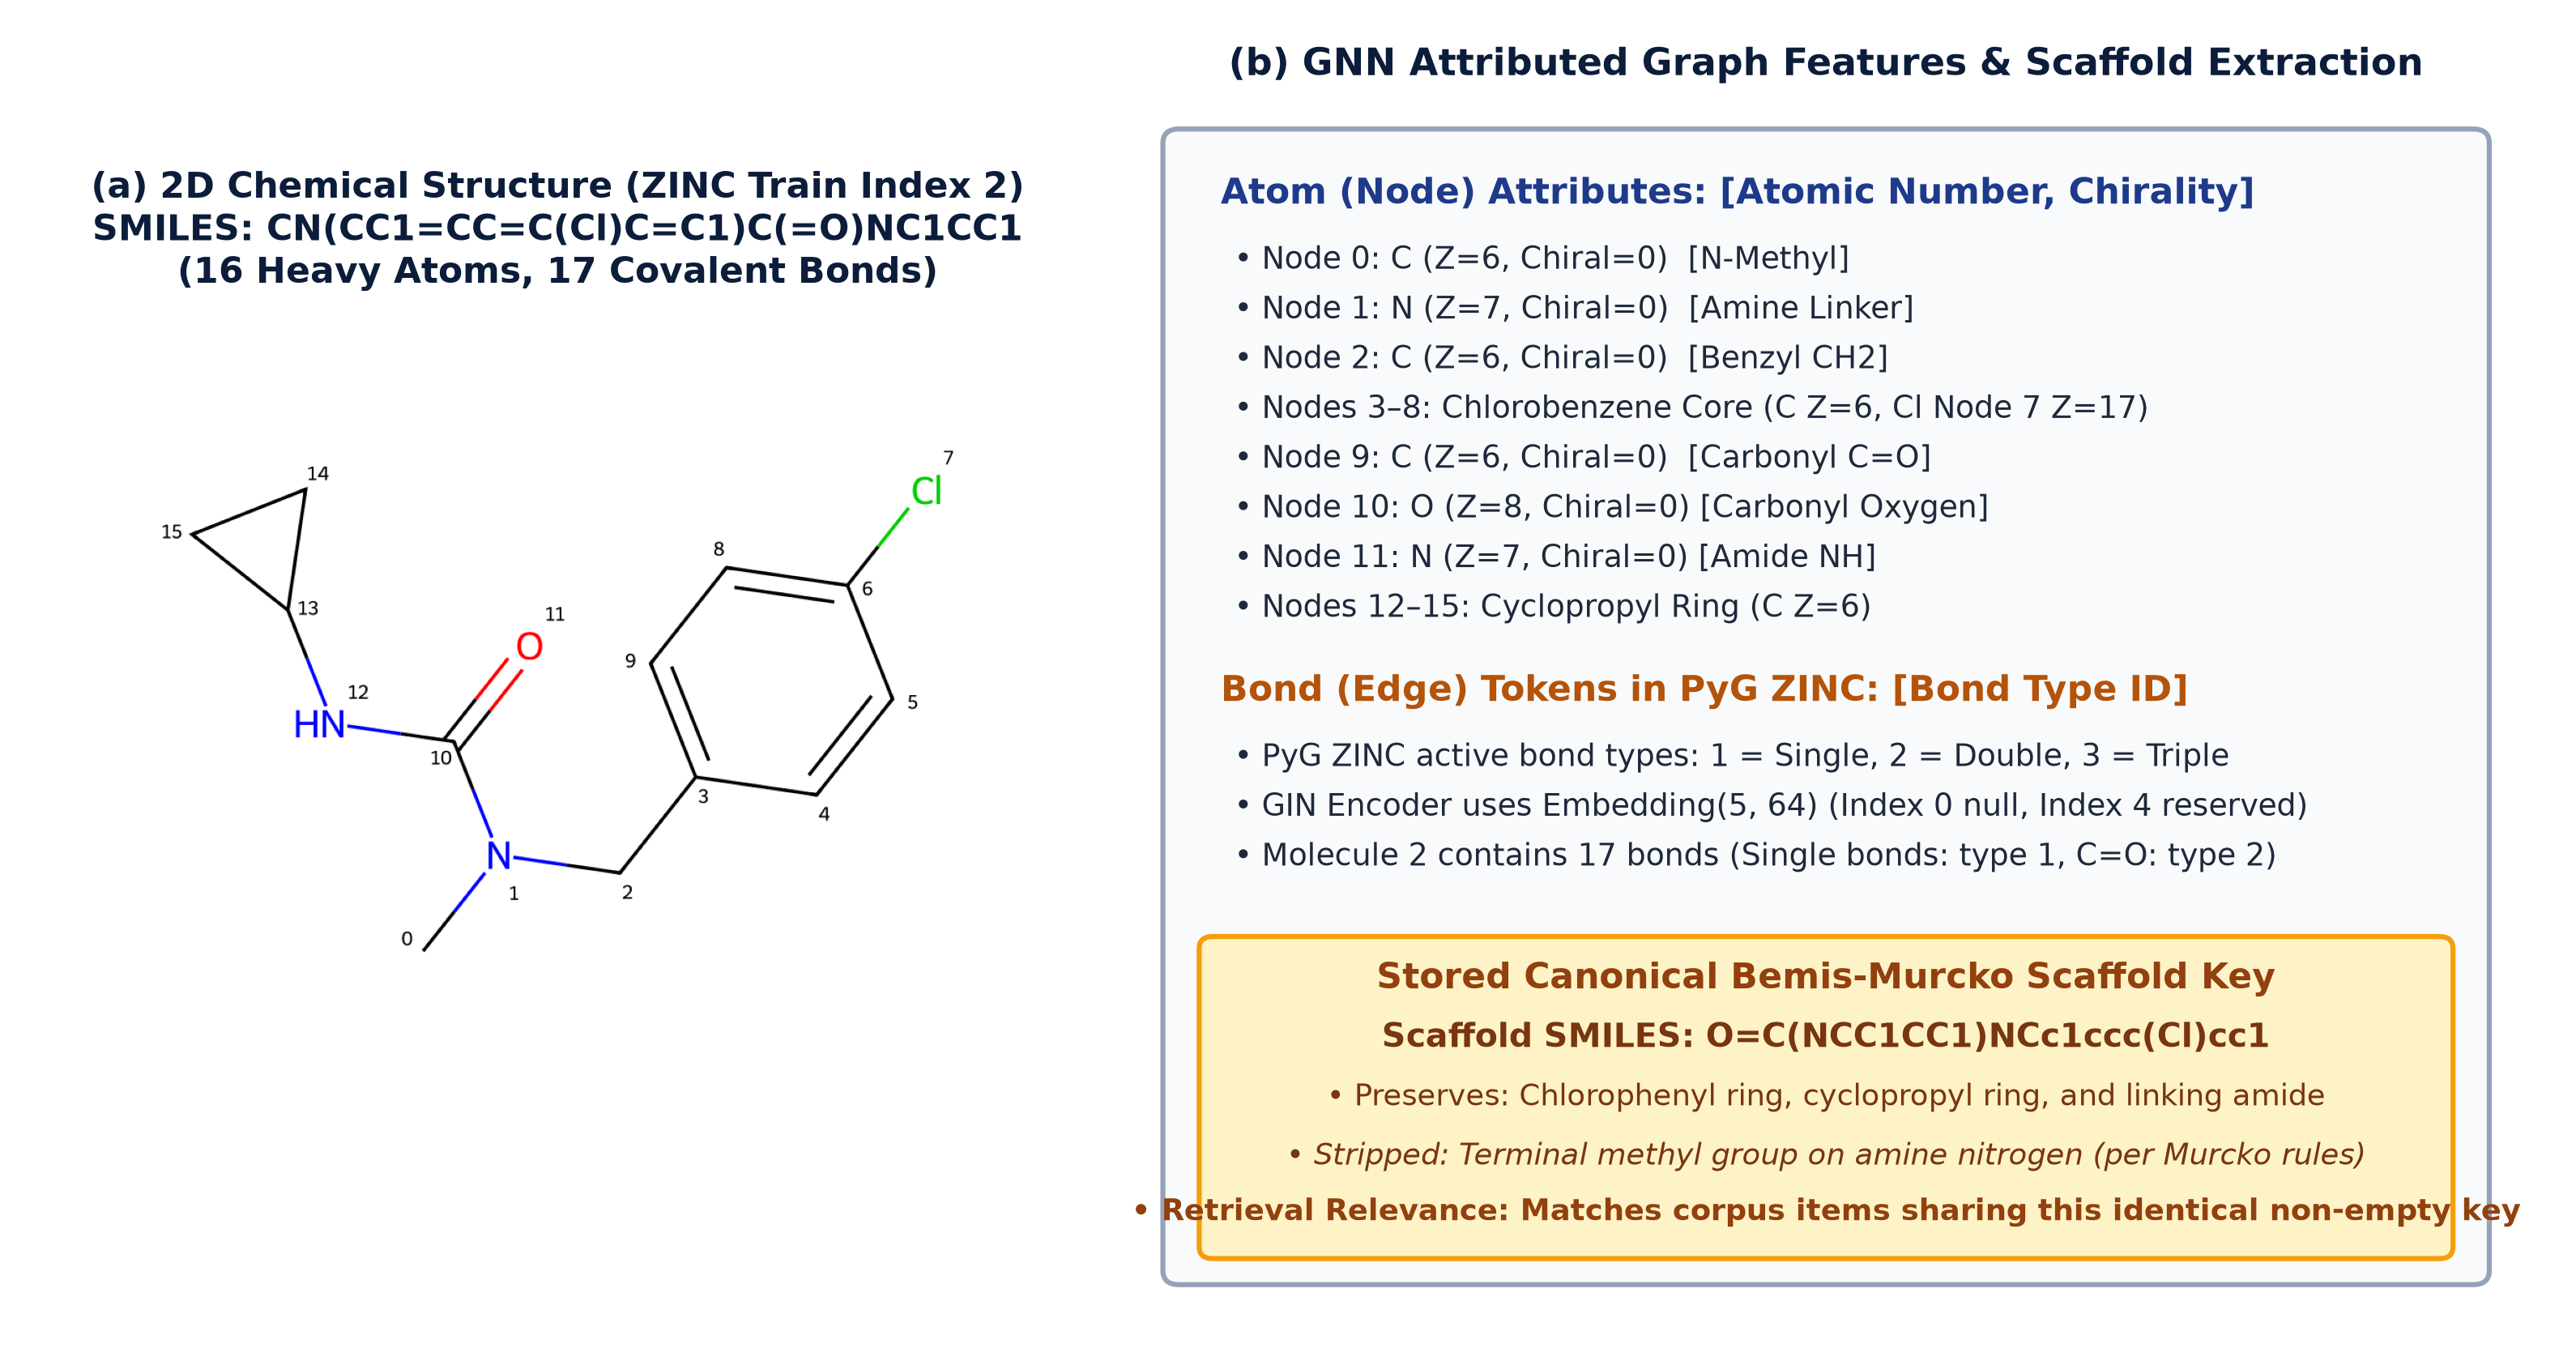 (a) 2D Chemical Structure (ZINC Train Index 2)
SMILES: CN(CC1=CC=C(Cl)C=C1)C(=O)NC1CC1
(16 Heavy Atoms, 17 Covalent Bonds)
14
15
13
7
Cl
8
6
11
O
9
12
HN
5
10
3
4
N
1
2
0
(b) GNN Attributed Graph Features & Scaffold Extraction
Atom (Node) Attributes: [Atomic Number, Chirality]
• Node 0: C (Z=6, Chiral=0) [N-Methyl]
• Node 1: N (Z=7, Chiral=0) [Amine Linker]
• Node 2: C (Z=6, Chiral=0) [Benzyl CH2]
• Nodes 3–8: Chlorobenzene Core (C Z=6, Cl Node 7 Z=17)
• Node 9: C (Z=6, Chiral=0) [Carbonyl C=O]
• Node 10: O (Z=8, Chiral=0) [Carbonyl Oxygen]
• Node 11: N (Z=7, Chiral=0) [Amide NH]
• Nodes 12–15: Cyclopropyl Ring (C Z=6)
Bond (Edge) Tokens in PyG ZINC: [Bond Type ID]
• PyG ZINC active bond types: 1 = Single, 2 = Double, 3 = Triple
• GIN Encoder uses Embedding(5, 64) (Index 0 null, Index 4 reserved)
• Molecule 2 contains 17 bonds (Single bonds: type 1, C=O: type 2)
Stored Canonical Bemis-Murcko Scaffold Key
Scaffold SMILES: O=C(NCC1CC1)NCc1ccc(Cl)cc1
• Preserves: Chlorophenyl ring, cyclopropyl ring, and linking amide
• Stripped: Terminal methyl group on amine nitrogen (per Murcko rules)
• Retrieval Relevance: Matches corpus items sharing this identical non-empty key